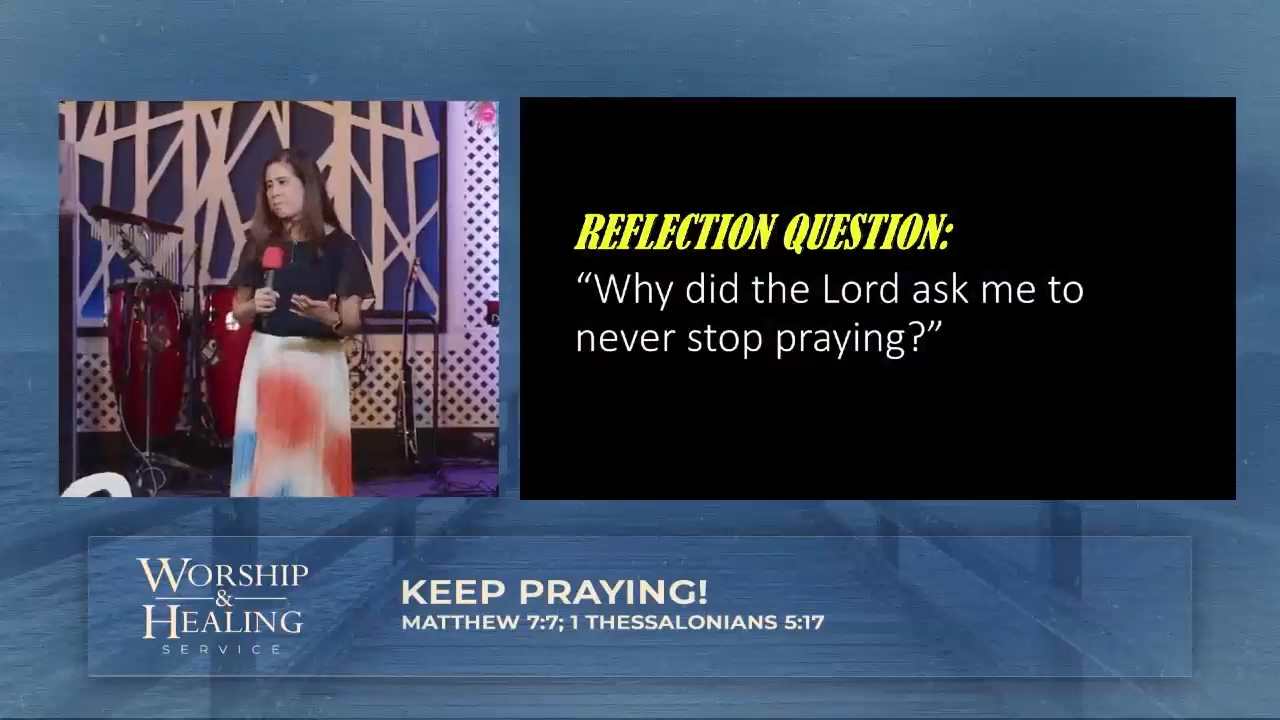 REFLECTION QUESTION:
“Why did the Lord ask me to
never stop praying?”
WORSHIP
&
HEALING
SERVICE
KEEP PRAYING!
MATTHEW 7:7; 1 THESSALONIANS 5:17